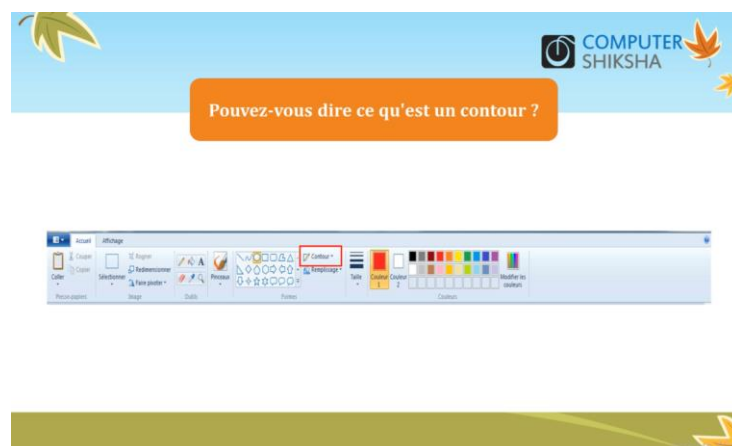 COMPUTER
SHIKSHA
Pouvez-vous dire ce qu'est un contour ?
Accueil Affichage
Coller
Couper
Copier
Presse-papiers
Sélectionner
Rogner
Redimensionner
Faire pivoter
Image
A
Outils
Pinceaux
Formes
Contour
Remplissage
Taille
Couleur 1
Couleur 2
Modifier les couleurs
Couleurs